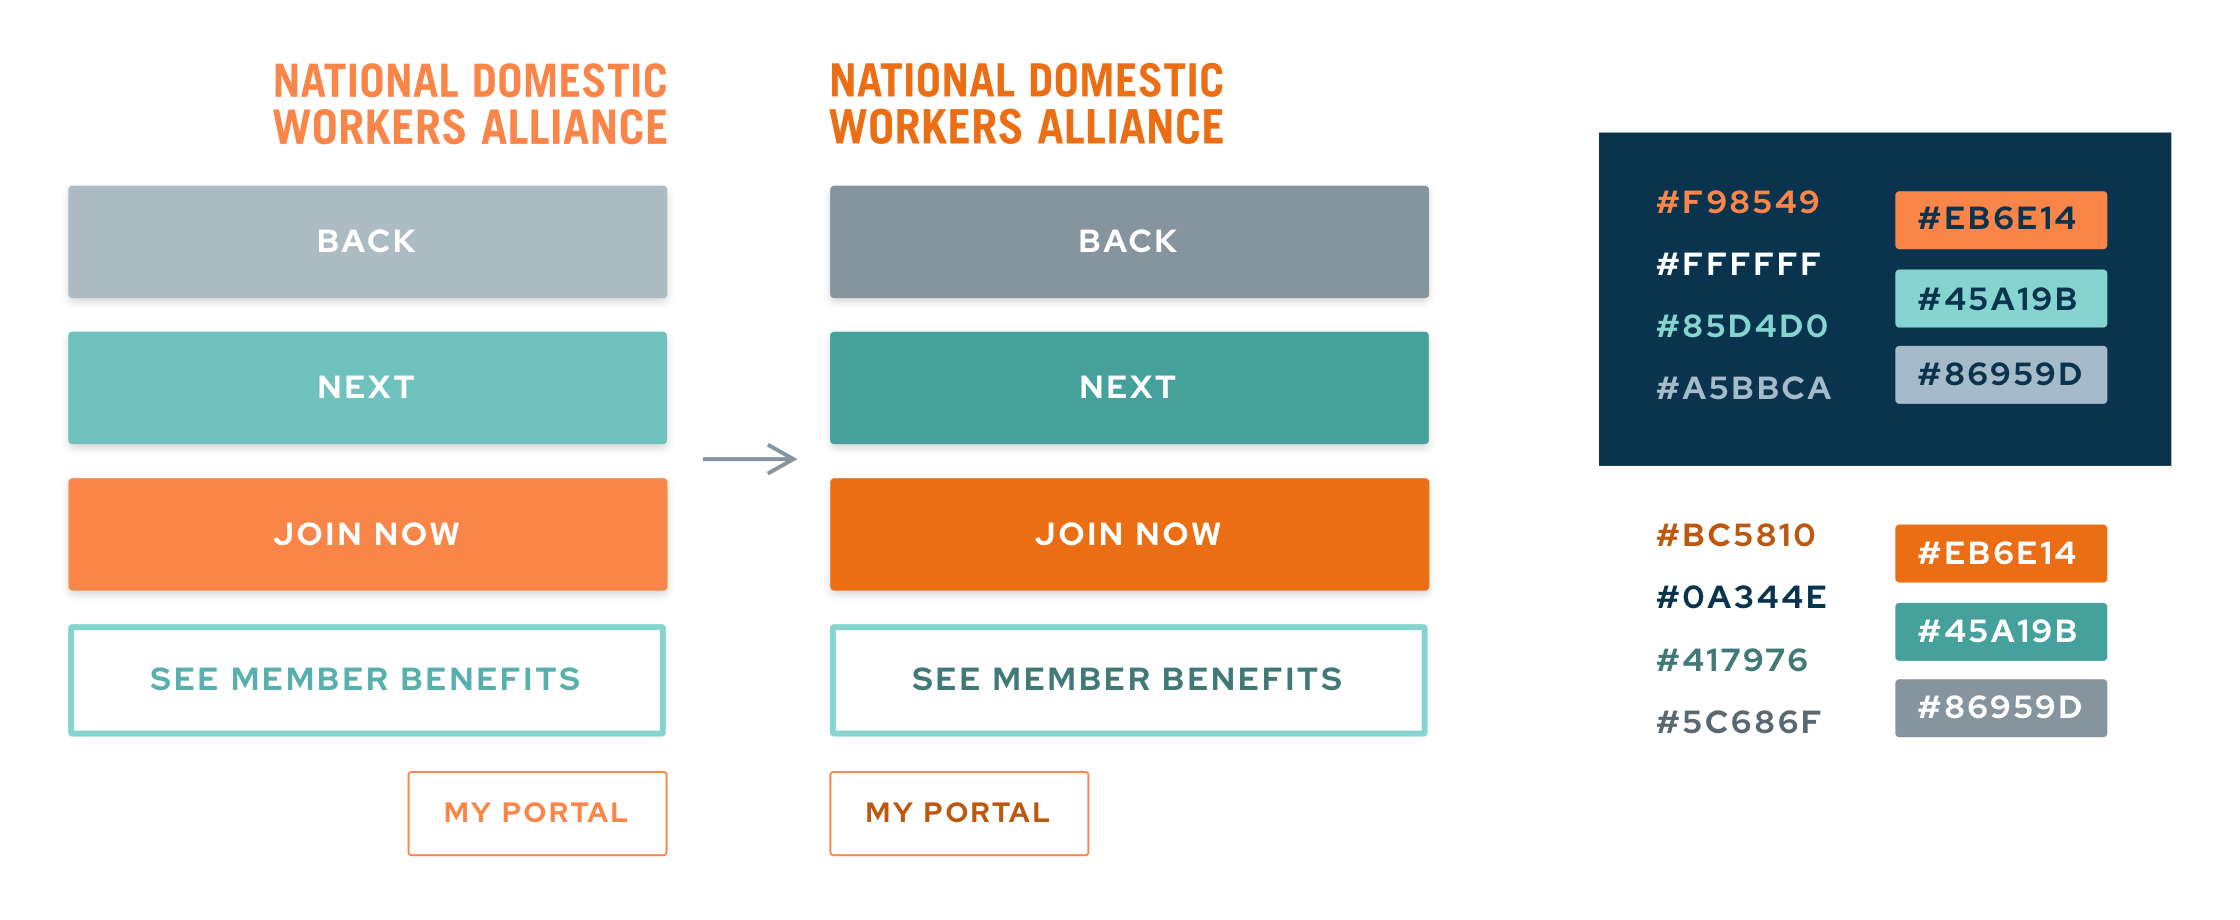 NATIONAL DOMESTIC
WORKERS ALLIANCE
BACK
NEXT
JOIN NOW
SEE MEMBER BENEFITS
MY PORTAL
NATIONAL DOMESTIC
WORKERS ALLIANCE
BACK
NEXT
JOIN NOW
SEE MEMBER BENEFITS
MY PORTAL
#F98549
#FFFFFF
#85D4D0
#A5BBCA
#EB6E14
#45A19B
#86959D
#BC5810
#0A344E
#417976
#5C686F
#EB6E14
#45A19B
#86959D